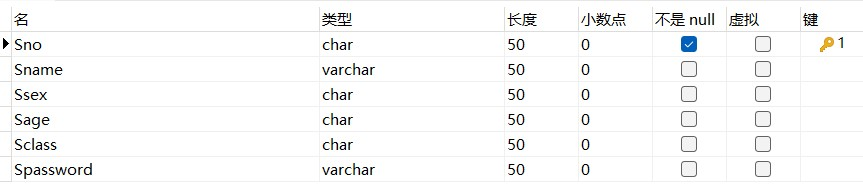 名 类型 长度 小数点 不是 null 虚拟 键
Sno char 50 0 1
Sname varchar 50 0
Ssex char 50 0
Sage char 50 0
Sclass char 50 0
Spassword varchar 50 0